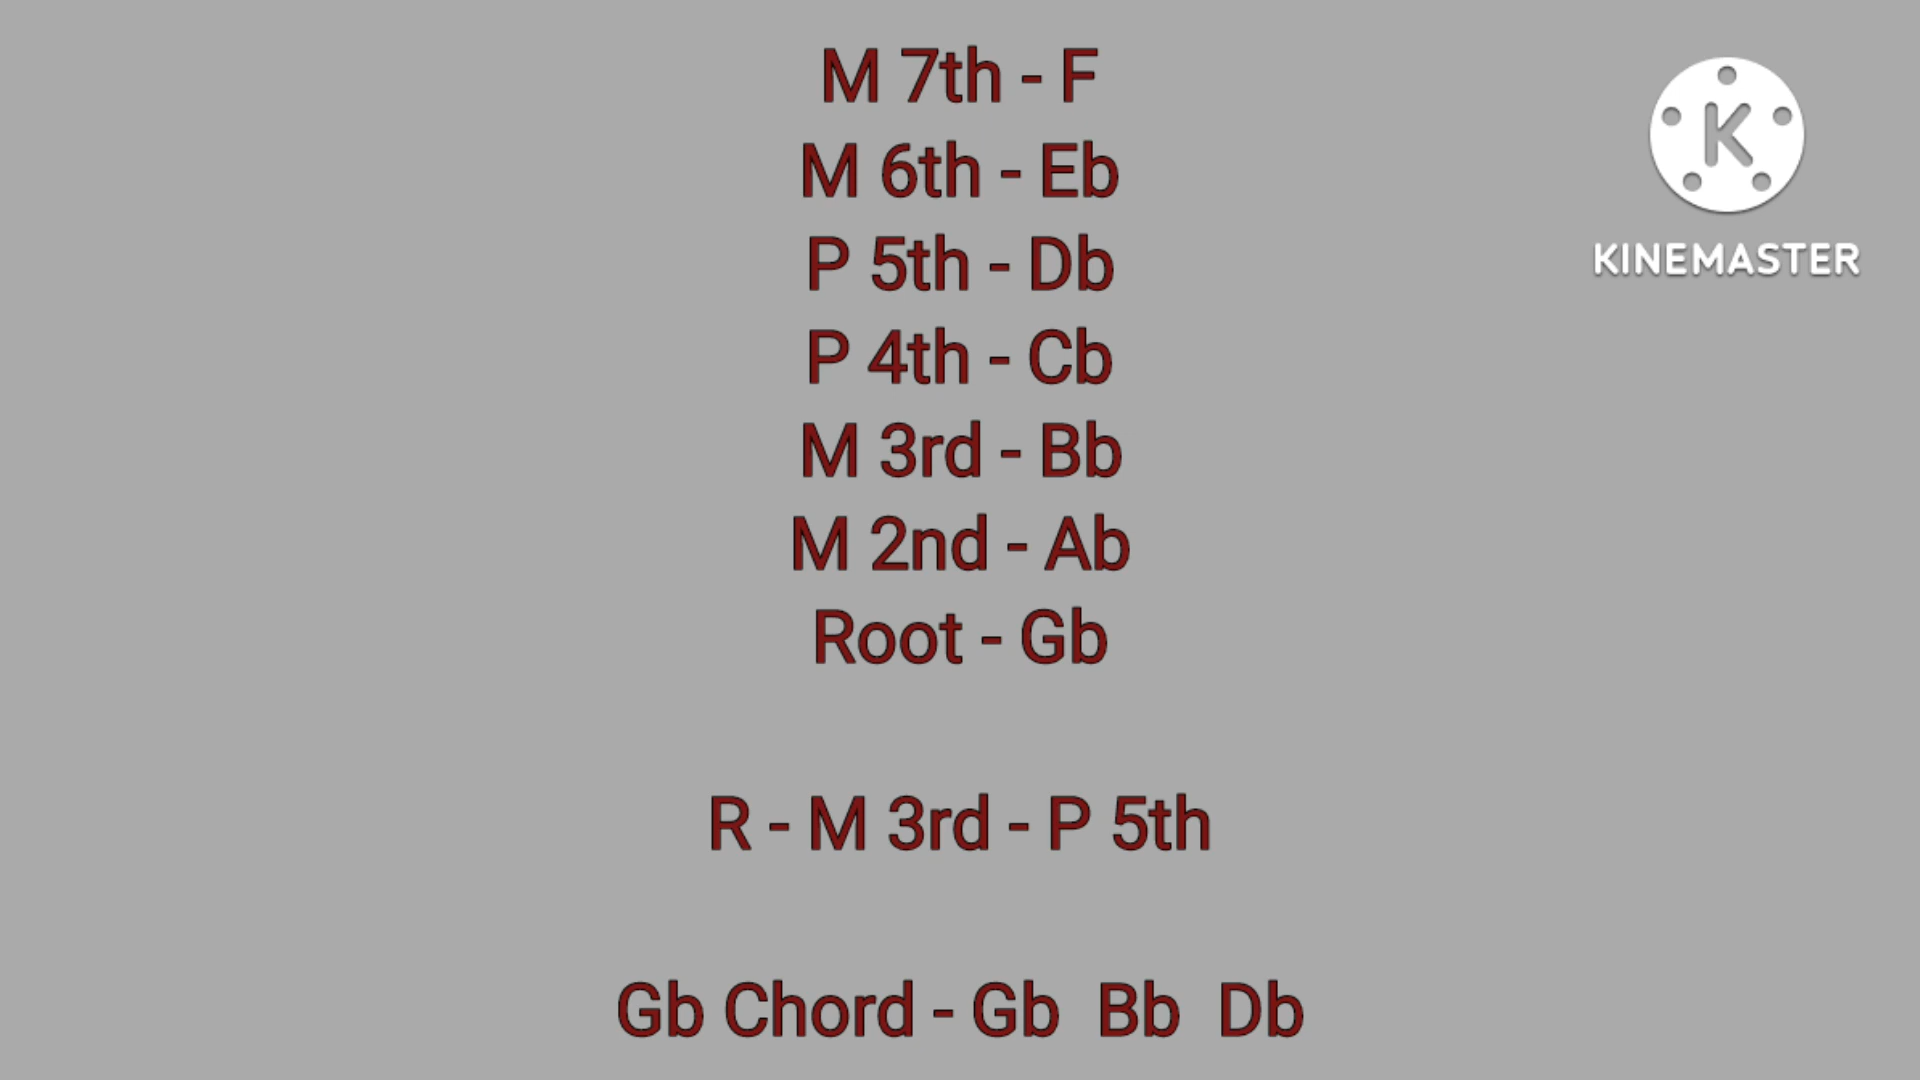 M 7th - F
M 6th - Eb
P 5th - Db
P 4th - Cb
M 3rd - Bb
M 2nd - Ab
Root - Gb
R - M 3rd - P 5th
Gb Chord - Gb  Bb  Db
K
KINEMASTER